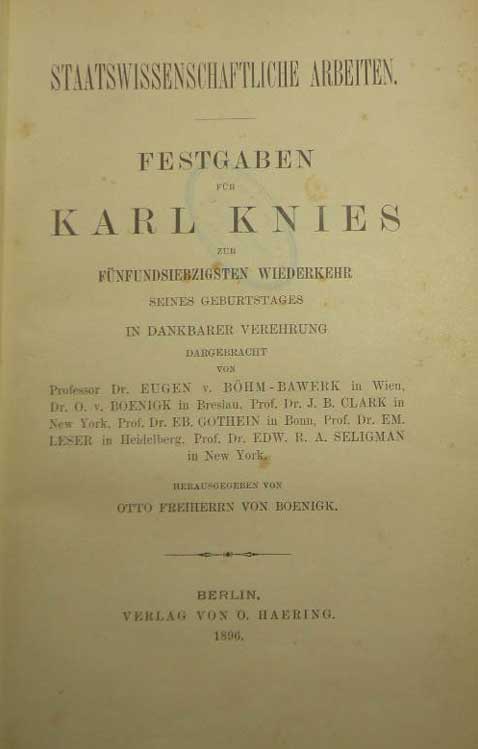 STAATSWISSENSCHAFTLICHE ARBEITEN.
FESTGABEN
FÜR
KARL KNIES
ZUR
FÜNFUNDSIEBZIGSTEN WIEDERKEHR
SEINES GEBURTSTAGES
IN DANKBARER VEREHRUNG
DARGEBRACHT
VON
Professor Dr. EUGEN v. BÖHM-BAWERK in Wien,
Dr. O. v. BOENIGK in Breslau, Prof. Dr. J. B. CLARK in
New York, Prof. Dr. EB. GOTHEIN in Bonn, Prof. Dr. EM.
LESER in Heidelberg, Prof. Dr. EDW. R. A. SELIGMAN
in New York.
HERAUSGEGEBEN VON
OTTO FREIHERRN VON BOENIGK.
BERLIN,
VERLAG VON O. HAERING.
1896.